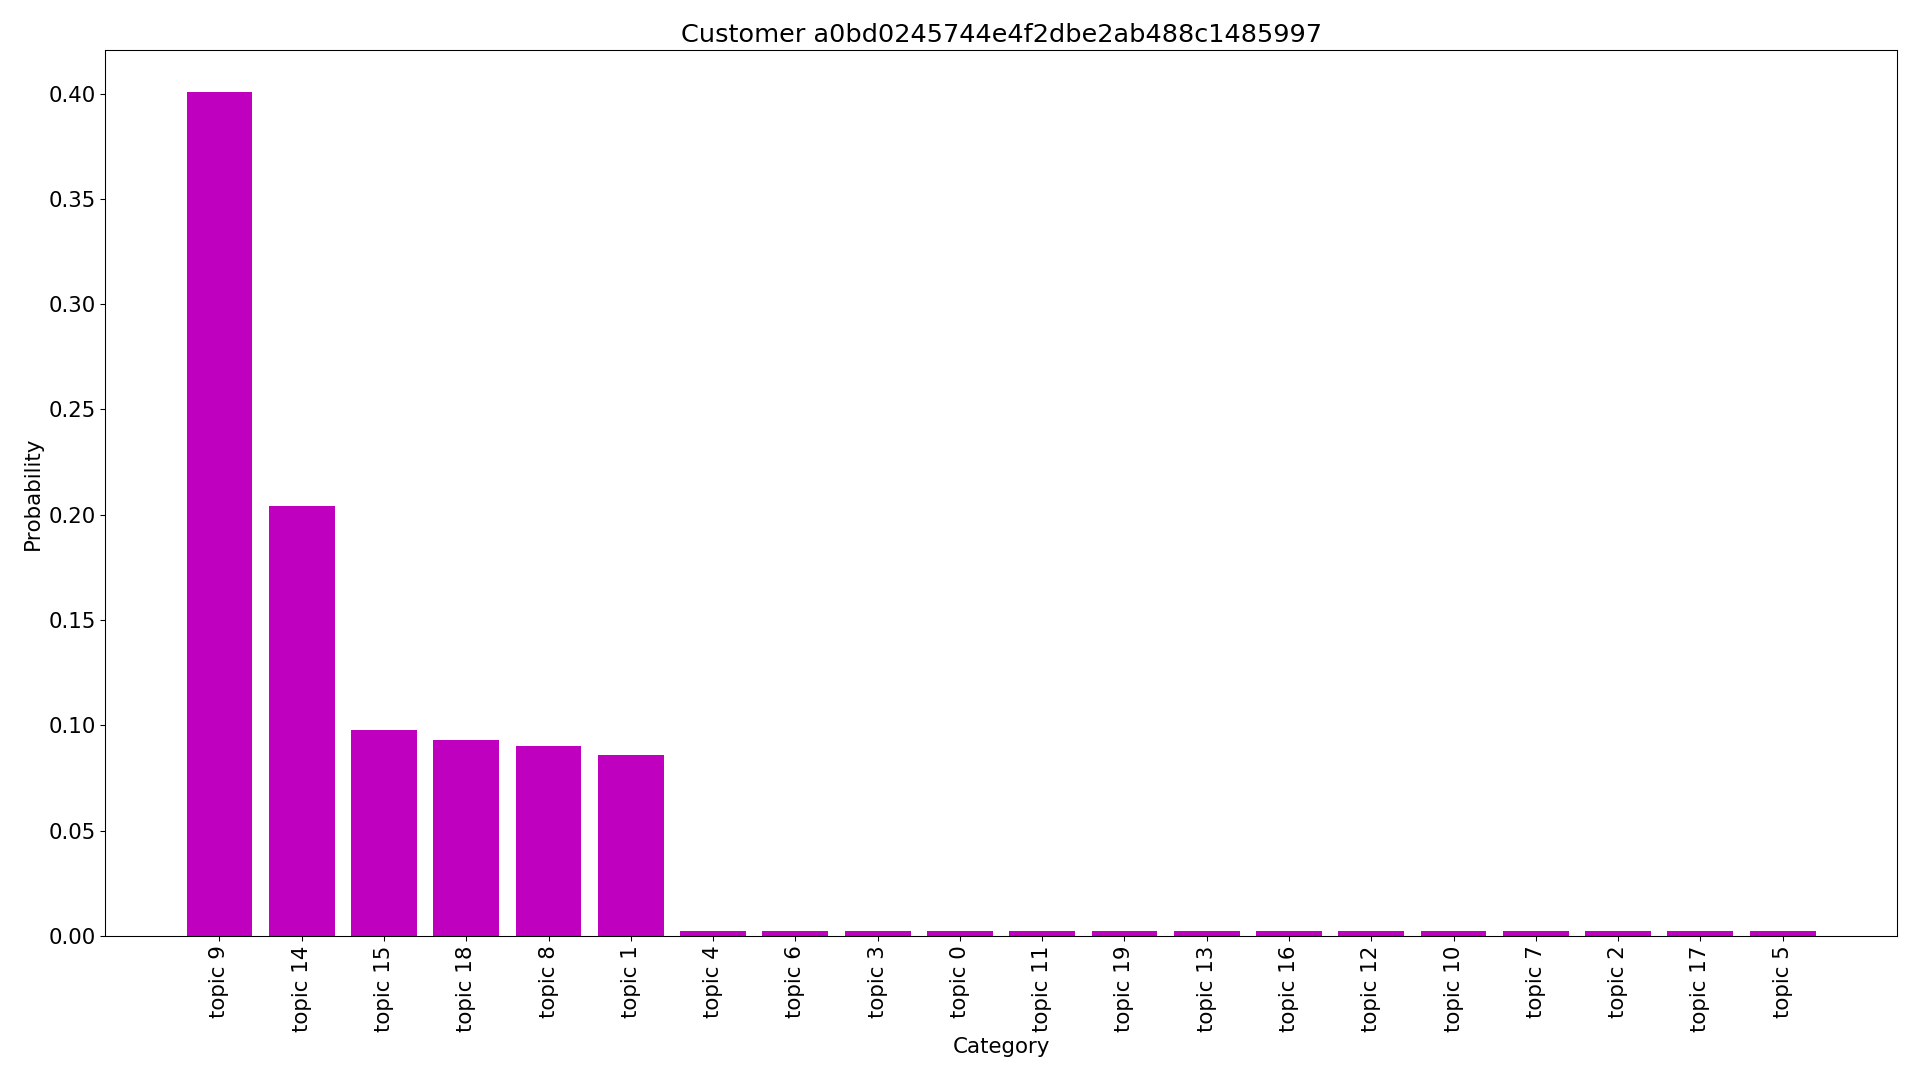 Customer a0bd0245744e4f2dbe2ab488c1485997
Probability
0.40
0.35
0.30
0.25
0.20
0.15
0.10
0.05
0.00
topic 9
topic 14
topic 15
topic 18
topic 8
topic 1
topic 4
topic 6
topic 3
topic 0
topic 11
topic 19
topic 13
topic 16
topic 12
topic 10
topic 7
topic 2
topic 17
topic 5
Category